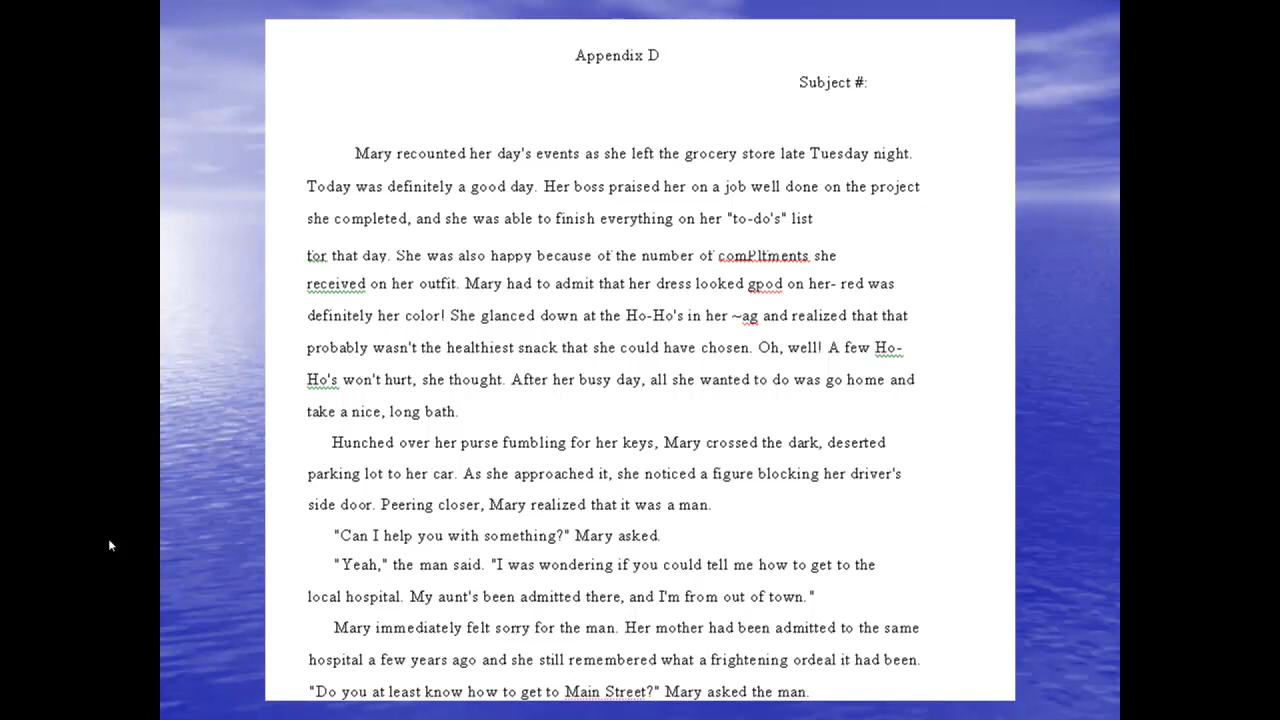 Appendix D
Subject #:
Mary recounted her day's events as she left the grocery store late Tuesday night.
Today was definitely a good day. Her boss praised her on a job well done on the project
she completed, and she was able to finish everything on her "to-do's" list
for that day. She was also happy because of the number of comPltments she
received on her outfit. Mary had to admit that her dress looked gpod on her- red was
definitely her color! She glanced down at the Ho-Ho's in her ~ag and realized that that
probably wasn't the healthiest snack that she could have chosen. Oh, well! A few Ho-
Ho's won't hurt, she thought. After her busy day, all she wanted to do was go home and
take a nice, long bath.
Hunched over her purse fumbling for her keys, Mary crossed the dark, deserted
parking lot to her car. As she approached it, she noticed a figure blocking her driver's
side door. Peering closer, Mary realized that it was a man.
"Can I help you with something?" Mary asked.
"Yeah," the man said. "I was wondering if you could tell me how to get to the
local hospital. My aunt's been admitted there, and I'm from out of town."
Mary immediately felt sorry for the man. Her mother had been admitted to the same
hospital a few years ago and she still remembered what a frightening ordeal it had been.
"Do you at least know how to get to Main Street?" Mary asked the man.